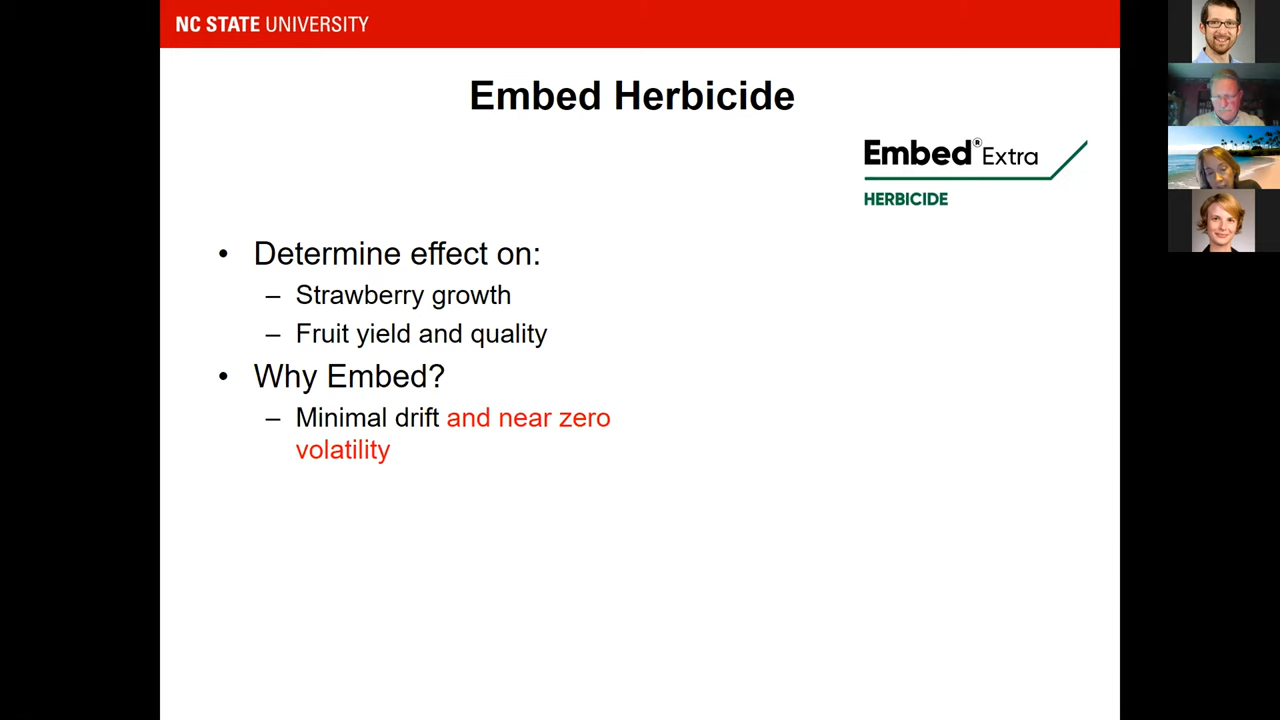 NC STATE UNIVERSITY
Embed Herbicide
Embed® Extra
HERBICIDE
• Determine effect on:
– Strawberry growth
– Fruit yield and quality
• Why Embed?
– Minimal drift and near zero
volatility